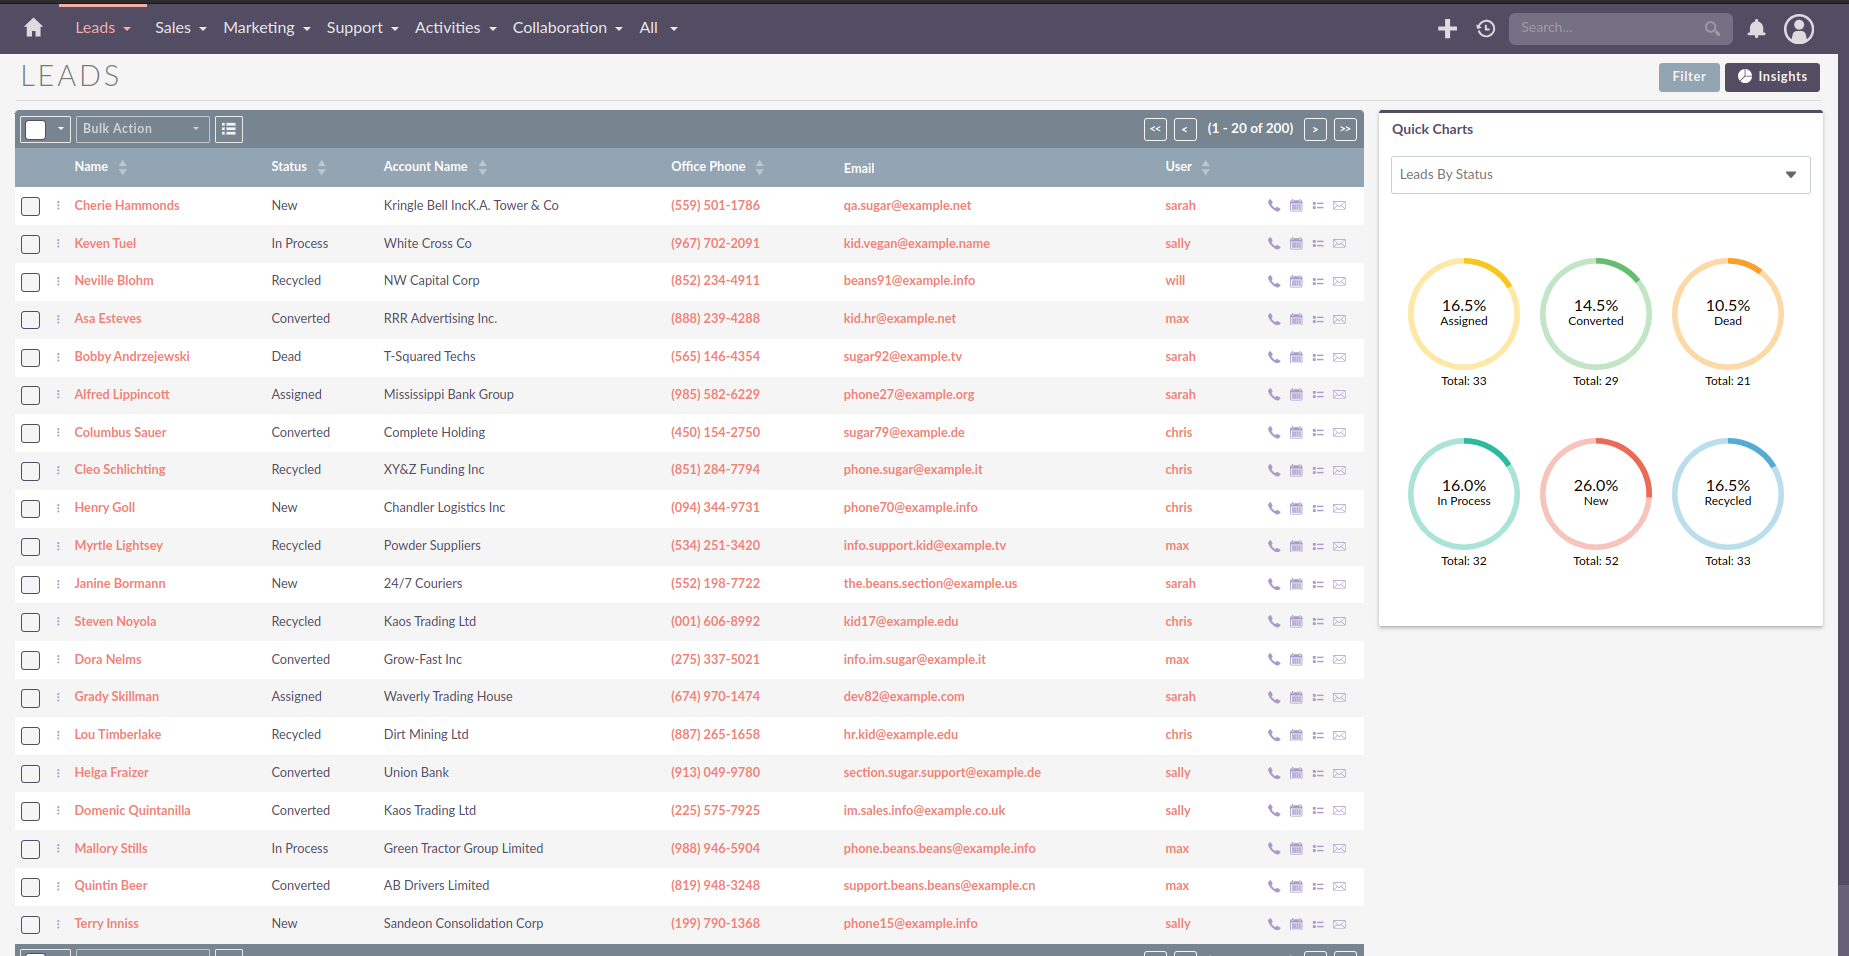 Leads Sales Marketing Support Activities Collaboration All Search...
LEADS
Filter Insights
Bulk Action (1 - 20 of 200)
Name Status Account Name Office Phone Email User
Cherie Hammonds New Kringle Bell IncK.A. Tower & Co (559) 501-1786 qa.sugar@example.net sarah
Keven Tuel In Process White Cross Co (967) 702-2091 kid.vegan@example.name sally
Neville Blohm Recycled NW Capital Corp (852) 234-4911 beans91@example.info will
Asa Esteves Converted RRR Advertising Inc. (888) 239-4288 kid.hr@example.net max
Bobby Andrzejewski Dead T-Squared Techs (565) 146-4354 sugar92@example.tv sarah
Alfred Lippincott Assigned Mississippi Bank Group (985) 582-6229 phone27@example.org sarah
Columbus Sauer Converted Complete Holding (450) 154-2750 sugar79@example.de chris
Cleo Schlichting Recycled XY&Z Funding Inc (851) 284-7794 phone.sugar@example.it chris
Henry Goll New Chandler Logistics Inc (094) 344-9731 phone70@example.info chris
Myrtle Lightsey Recycled Powder Suppliers (534) 251-3420 info.support.kid@example.tv max
Janine Bormann New 24/7 Couriers (552) 198-7722 the.beans.section@example.us sarah
Steven Noyola Recycled Kaos Trading Ltd (001) 606-8992 kid17@example.edu chris
Dora Nelms Converted Grow-Fast Inc (275) 337-5021 info.im.sugar@example.it max
Grady Skillman Assigned Waverly Trading House (674) 970-1474 dev82@example.com sarah
Lou Timberlake Recycled Dirt Mining Ltd (887) 265-1658 hr.kid@example.edu chris
Helga Fraizer Converted Union Bank (913) 049-9780 section.sugar.support@example.de sally
Domenic Quintanilla Converted Kaos Trading Ltd (225) 575-7925 im.sales.info@example.co.uk sally
Mallory Stills In Process Green Tractor Group Limited (988) 946-5904 phone.beans.beans@example.info max
Quintin Beer Converted AB Drivers Limited (819) 948-3248 support.beans.beans@example.cn max
Terry Inniss New Sandeon Consolidation Corp (199) 790-1368 phone15@example.info sally
Quick Charts
Leads By Status
16.5% 14.5% 10.5%
Assigned Converted Dead
Total: 33 Total: 29 Total: 21
16.0% 26.0% 16.5%
In Process New Recycled
Total: 32 Total: 52 Total: 33